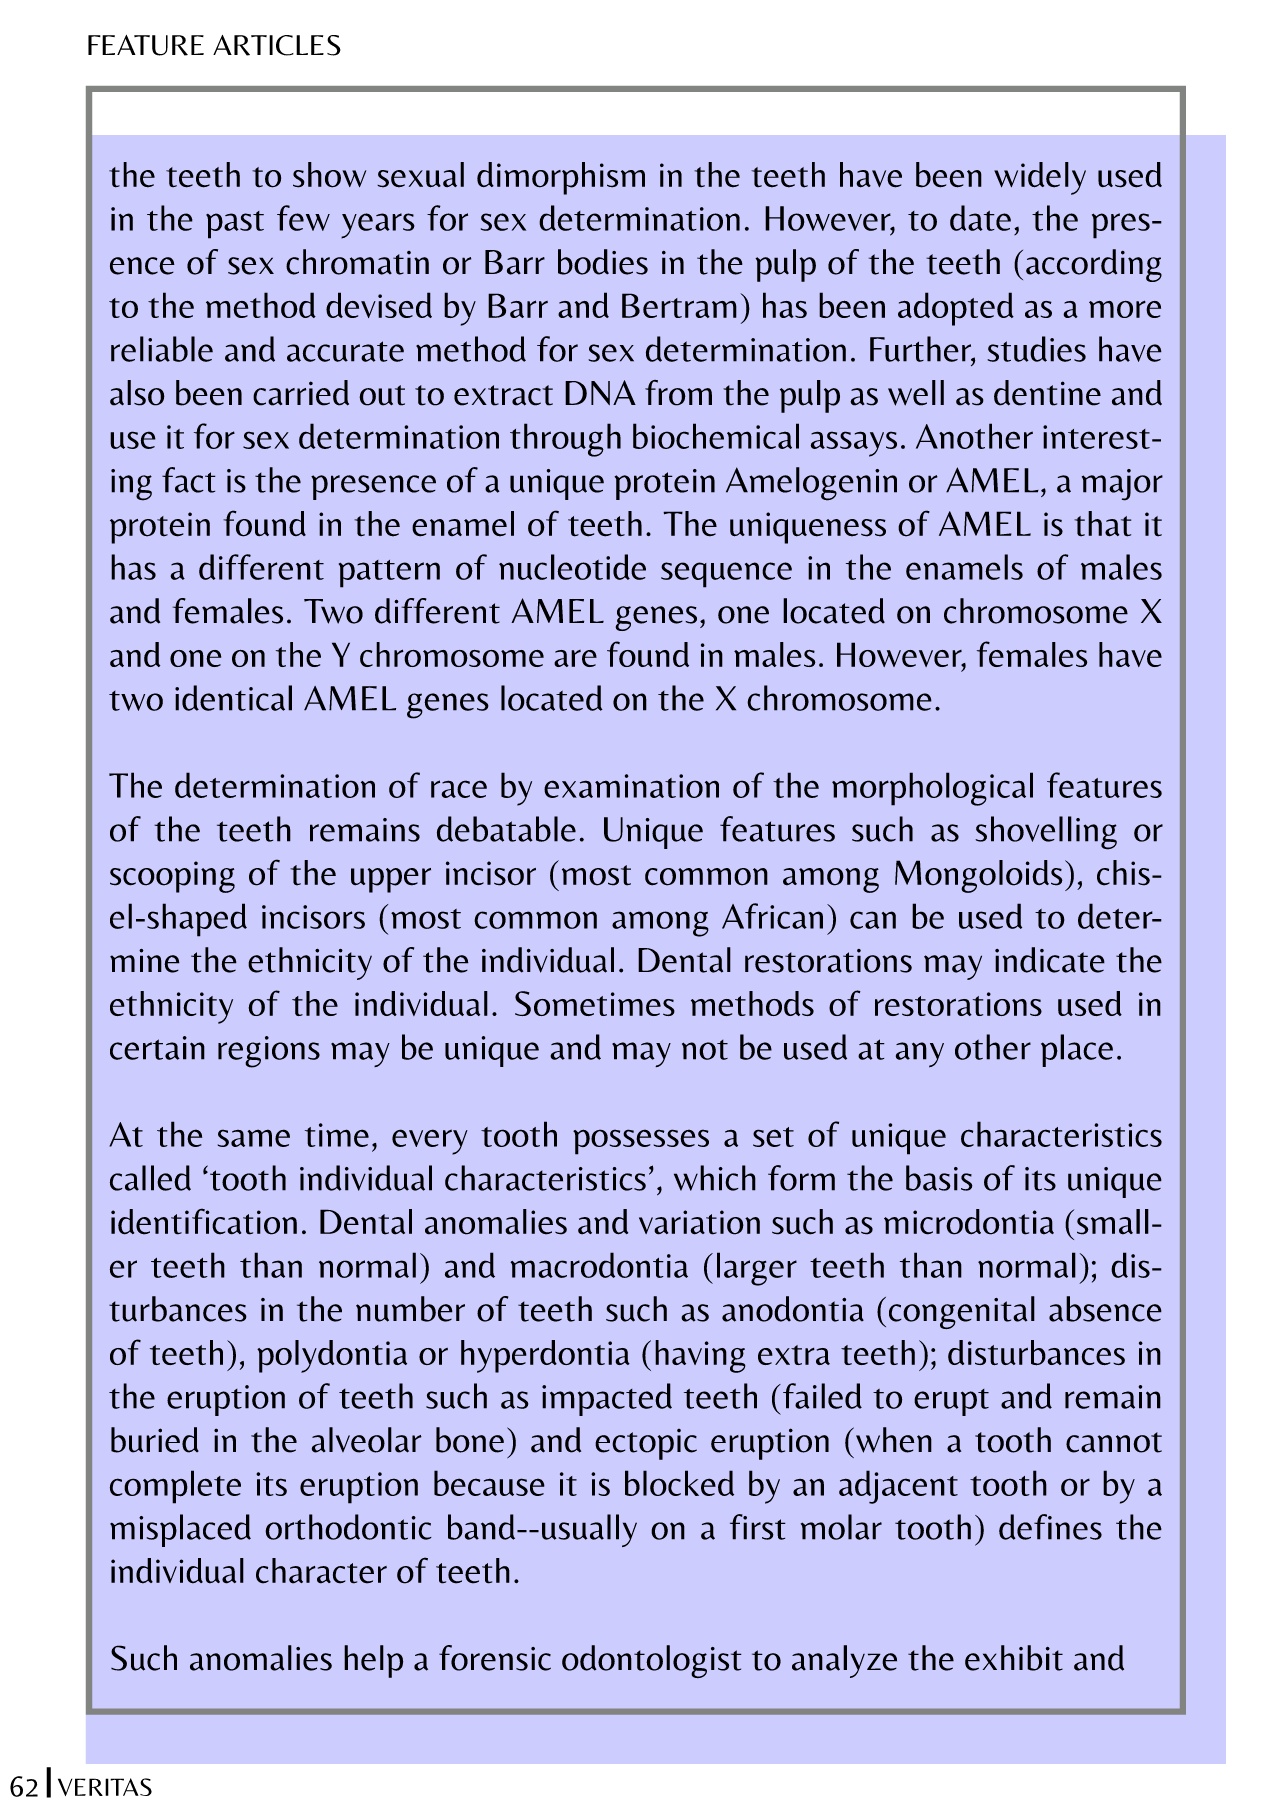 FEATURE ARTICLES
the teeth to show sexual dimorphism in the teeth have been widely used
in the past few years for sex determination. However, to date, the pres-
ence of sex chromatin or Barr bodies in the pulp of the teeth (according
to the method devised by Barr and Bertram) has been adopted as a more
reliable and accurate method for sex determination. Further, studies have
also been carried out to extract DNA from the pulp as well as dentine and
use it for sex determination through biochemical assays. Another interest-
ing fact is the presence of a unique protein Amelogenin or AMEL, a major
protein found in the enamel of teeth. The uniqueness of AMEL is that it
has a different pattern of nucleotide sequence in the enamels of males
and females. Two different AMEL genes, one located on chromosome X
and one on the Y chromosome are found in males. However, females have
two identical AMEL genes located on the X chromosome.
The determination of race by examination of the morphological features
of the teeth remains debatable. Unique features such as shovelling or
scooping of the upper incisor (most common among Mongoloids), chis-
el-shaped incisors (most common among African) can be used to deter-
mine the ethnicity of the individual. Dental restorations may indicate the
ethnicity of the individual. Sometimes methods of restorations used in
certain regions may be unique and may not be used at any other place.
At the same time, every tooth possesses a set of unique characteristics
called ‘tooth individual characteristics’, which form the basis of its unique
identification. Dental anomalies and variation such as microdontia (small-
er teeth than normal) and macrodontia (larger teeth than normal); dis-
turbances in the number of teeth such as anodontia (congenital absence
of teeth), polydontia or hyperdontia (having extra teeth); disturbances in
the eruption of teeth such as impacted teeth (failed to erupt and remain
buried in the alveolar bone) and ectopic eruption (when a tooth cannot
complete its eruption because it is blocked by an adjacent tooth or by a
misplaced orthodontic band--usually on a first molar tooth) defines the
individual character of teeth.
Such anomalies help a forensic odontologist to analyze the exhibit and
62 VERITAS